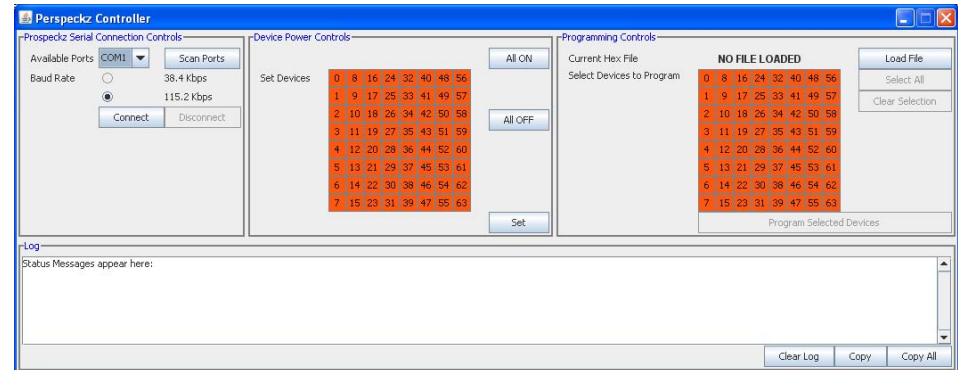 Perspeckz Controller
Prospeckz Serial Connection Controls
Available Ports COM1 Scan Ports
Baud Rate 38.4 Kbps
115.2 Kbps
Connect Disconnect
Device Power Controls
All ON
Set Devices 0 8 16 24 32 40 48 56
1 9 17 25 33 41 49 57
2 10 18 26 34 42 50 58
All OFF
3 11 19 27 35 43 51 59
4 12 20 28 36 44 52 60
5 13 21 29 37 45 53 61
6 14 22 30 38 46 54 62
7 15 23 31 39 47 55 63
Set
Programming Controls
Current Hex File NO FILE LOADED Load File
Select Devices to Program 0 8 16 24 32 40 48 56 Select All
1 9 17 25 33 41 49 57 Clear Selection
2 10 18 26 34 42 50 58
3 11 19 27 35 43 51 59
4 12 20 28 36 44 52 60
5 13 21 29 37 45 53 61
6 14 22 30 38 46 54 62
7 15 23 31 39 47 55 63
Program Selected Devices
Log
Status Messages appear here:
Clear Log Copy Copy All